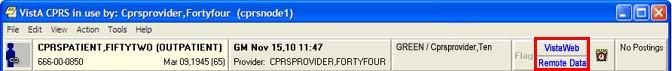 VistA CPRS in use by: Cprsprovider,Fortyfour (cprsnode1)
File Edit View Action Tools Help
CPRSPATIENT,FIFTYTWO (OUTPATIENT) GM Nov 15,10 11:47 GREEN / Cprsprovider,Ten Flag VistaWeb No Postings
666-00-0850 Mar 09,1945 (65) Provider: CPRSPROVIDER,FORTYFOUR Remote Data